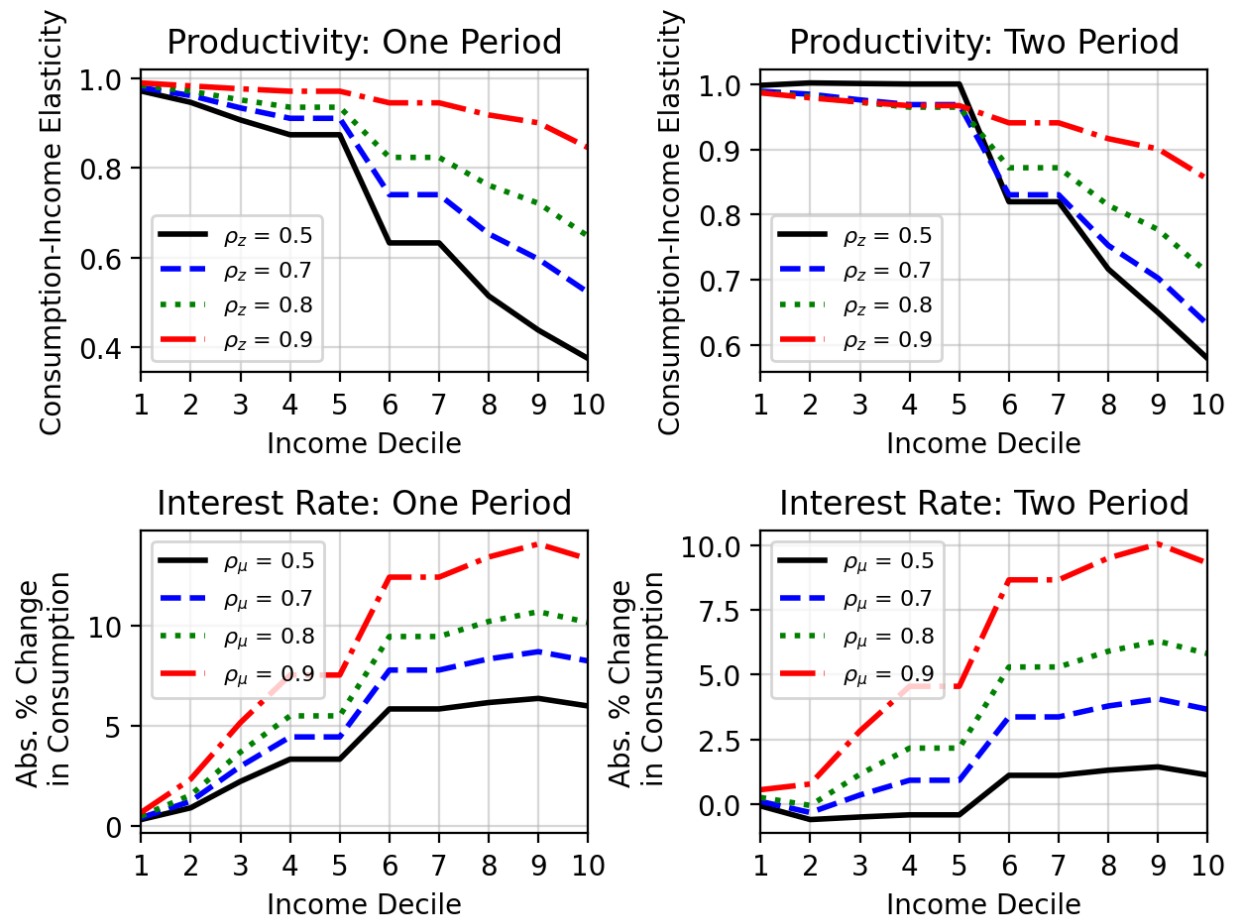 Productivity: One Period
Consumption-Income Elasticity
1.0
0.8
0.6
0.4
ρz = 0.5
ρz = 0.7
ρz = 0.8
ρz = 0.9
1 2 3 4 5 6 7 8 9 10
Income Decile
Productivity: Two Period
Consumption-Income Elasticity
1.0
0.9
0.8
0.7
0.6
ρz = 0.5
ρz = 0.7
ρz = 0.8
ρz = 0.9
1 2 3 4 5 6 7 8 9 10
Income Decile
Interest Rate: One Period
Abs. % Change
in Consumption
10
5
0
ρμ = 0.5
ρμ = 0.7
ρμ = 0.8
ρμ = 0.9
1 2 3 4 5 6 7 8 9 10
Income Decile
Interest Rate: Two Period
Abs. % Change
in Consumption
10.0
7.5
5.0
2.5
0.0
ρμ = 0.5
ρμ = 0.7
ρμ = 0.8
ρμ = 0.9
1 2 3 4 5 6 7 8 9 10
Income Decile